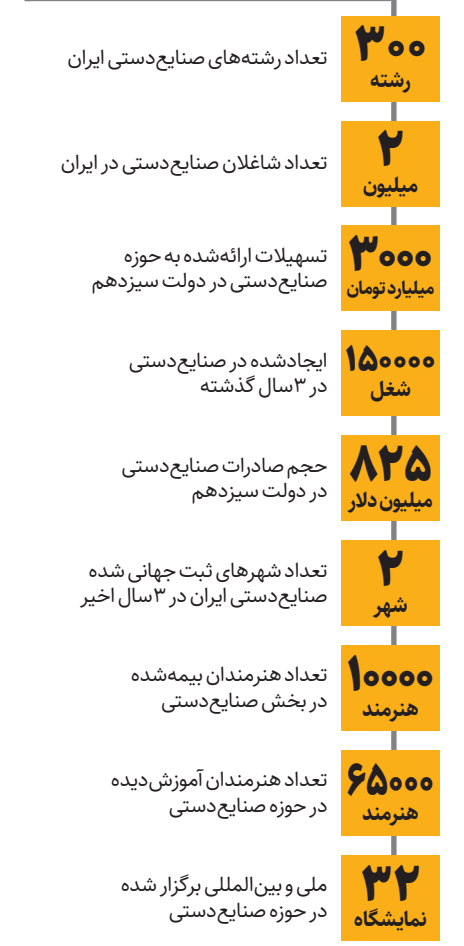 ۳۰۰
رشته
تعداد رشته‌های صنایع‌دستی ایران
۲
میلیون
تعداد شاغلان صنایع‌دستی در ایران
۳۰۰۰
میلیارد تومان
تسهیلات ارائه‌شده به حوزه
صنایع‌دستی در دولت سیزدهم
۱۵۰۰۰۰
شغل
ایجادشده در صنایع‌دستی
در ۳سال گذشته
۸۲۵
میلیون دلار
حجم صادرات صنایع‌دستی
در دولت سیزدهم
۲
شهر
تعداد شهرهای ثبت جهانی شده
صنایع‌دستی ایران در ۳سال اخیر
۱۰۰۰۰
هنرمند
تعداد هنرمندان بیمه‌شده
در بخش صنایع‌دستی
۶۵۰۰۰
هنرمند
تعداد هنرمندان آموزش‌دیده
در حوزه صنایع‌دستی
۳۲
نمایشگاه
ملی و بین‌المللی برگزار شده
در حوزه صنایع‌دستی